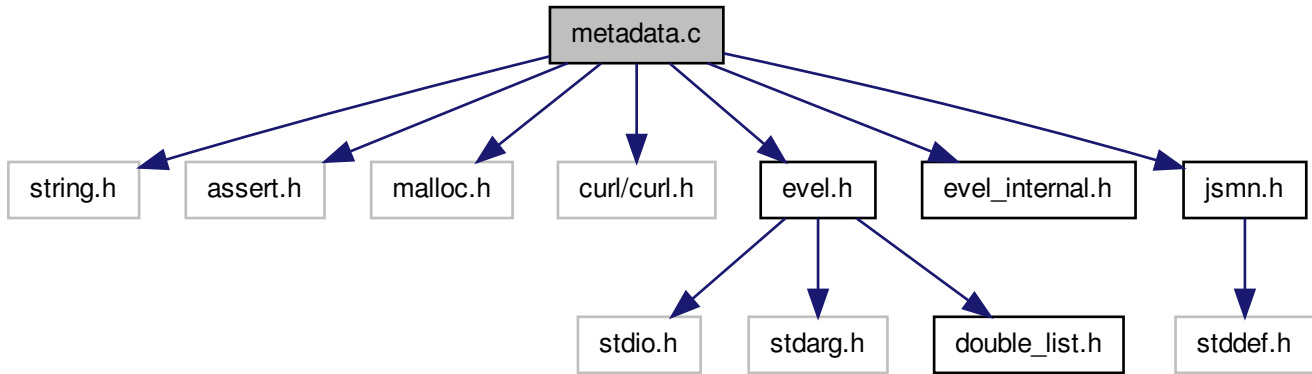 metadata.c
string.h
assert.h
malloc.h
curl/curl.h
evel.h
evel_internal.h
jsmn.h
stdio.h
stdarg.h
double_list.h
stddef.h